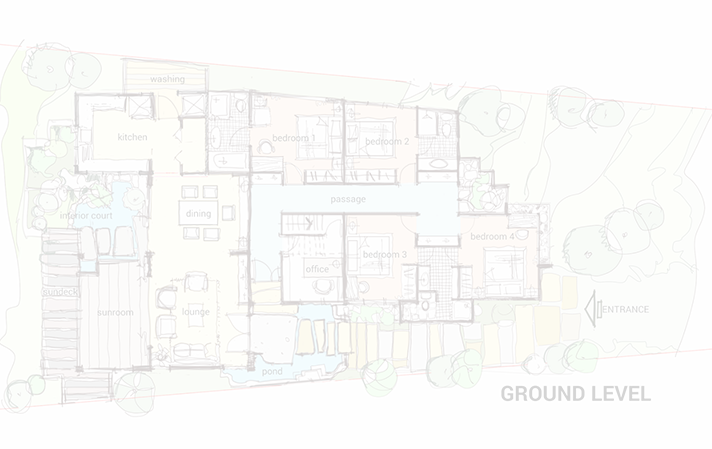 washing
kitchen
bedroom 1
bedroom 2
passage
interior court
dining
bedroom 4
bedroom 3
office
sundeck
sunroom
lounge
ENTRANCE
pond
GROUND LEVEL